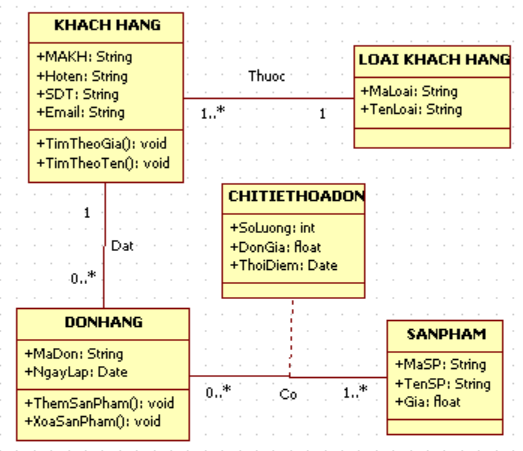 KHACH HANG
+MAKH: String
+Hoten: String
+SDT: String
+Email: String
+TimTheoGia(): void
+TimTheoTen(): void
Thuoc
1..*
1
LOAI KHACH HANG
+MaLoai: String
+TenLoai: String
1
Dat
0..*
CHITIETHOADON
+SoLuong: int
+DonGia: float
+ThoiDiem: Date
DONHANG
+MaDon: String
+NgayLap: Date
+ThemSanPham(): void
+XoaSanPham(): void
0..*
Co
1..*
SANPHAM
+MaSP: String
+TenSP: String
+Gia: float